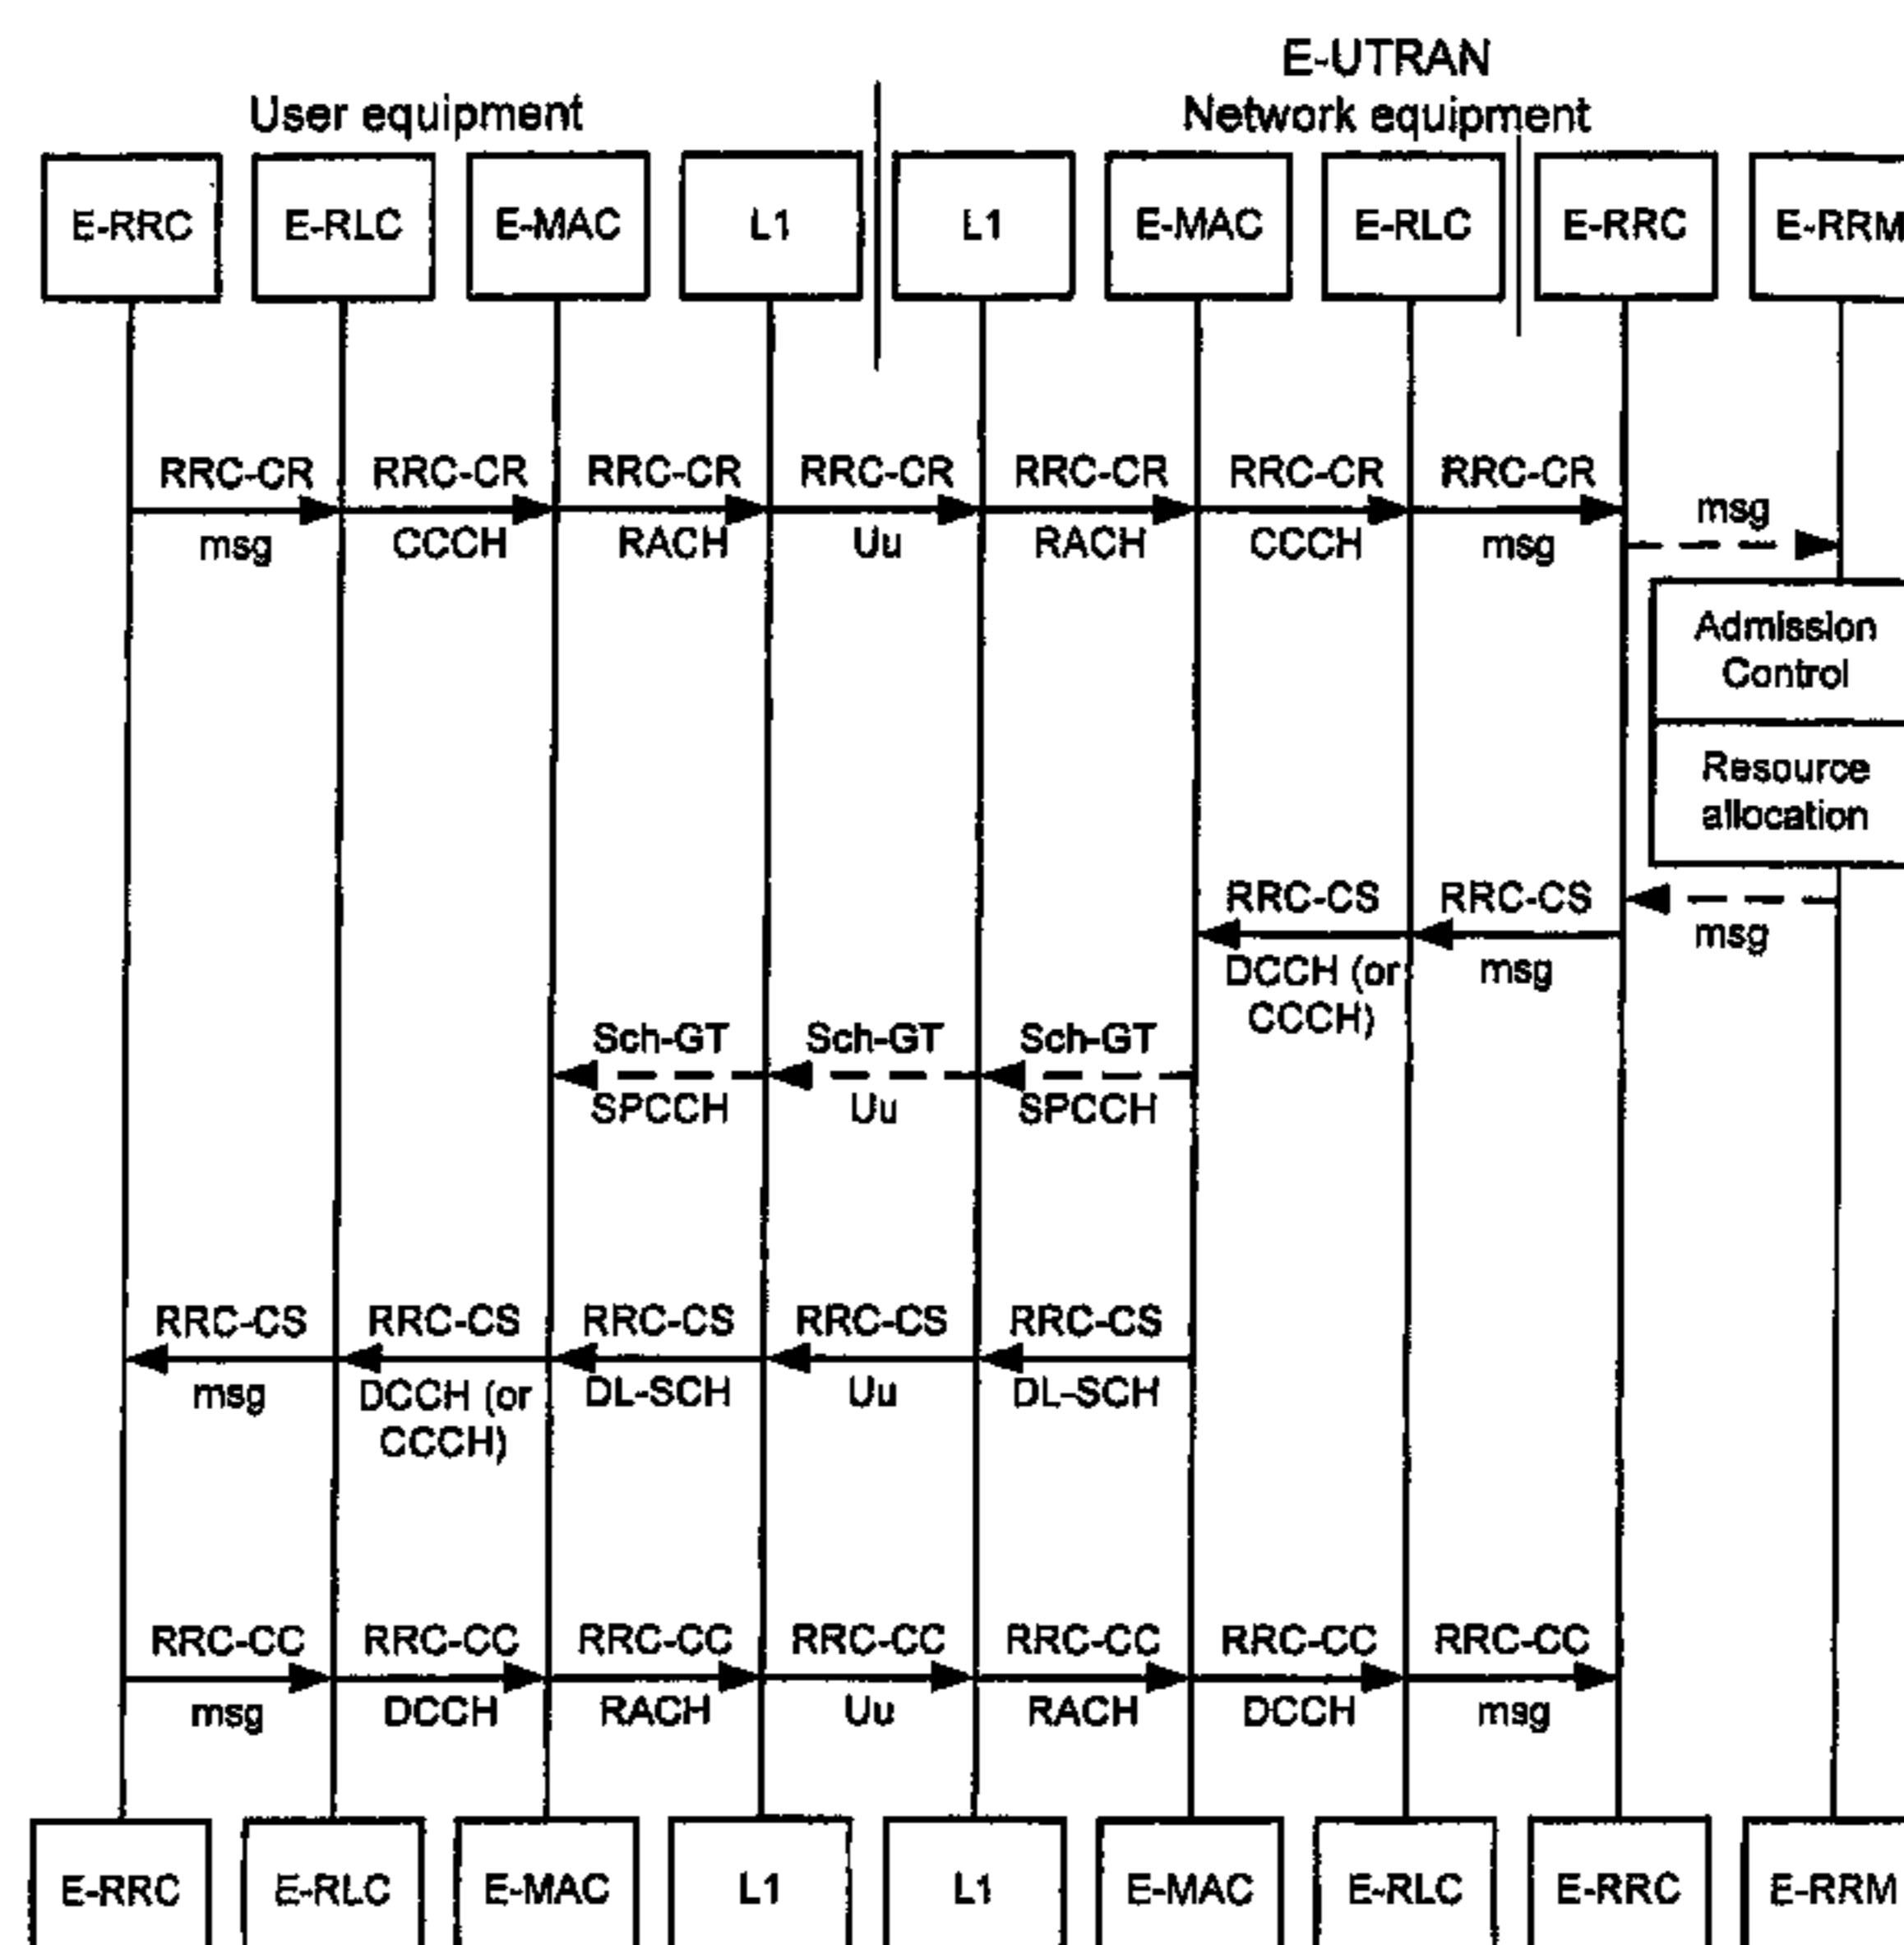 E-UTRAN
User equipment
Network equipment
E-RRC E-RLC E-MAC L1 L1 E-MAC E-RLC E-RRC E-RRM
RRC-CR RRC-CR RRC-CR RRC-CR RRC-CR RRC-CR RRC-CR
msg CCCH RACH Uu RACH CCCH msg
msg
Admission
Control
Resource
allocation
RRC-CS RRC-CS
msg
DCCH (or msg
CCCH)
Sch-GT Sch-GT Sch-GT
SPCCH Uu SPCCH
RRC-CS RRC-CS RRC-CS RRC-CS RRC-CS
msg DCCH (or DL-SCH Uu DL-SCH
CCCH)
RRC-CC RRC-CC RRC-CC RRC-CC RRC-CC RRC-CC RRC-CC
msg DCCH RACH Uu RACH DCCH msg
E-RRC E-RLC E-MAC L1 L1 E-MAC E-RLC E-RRC E-RRM